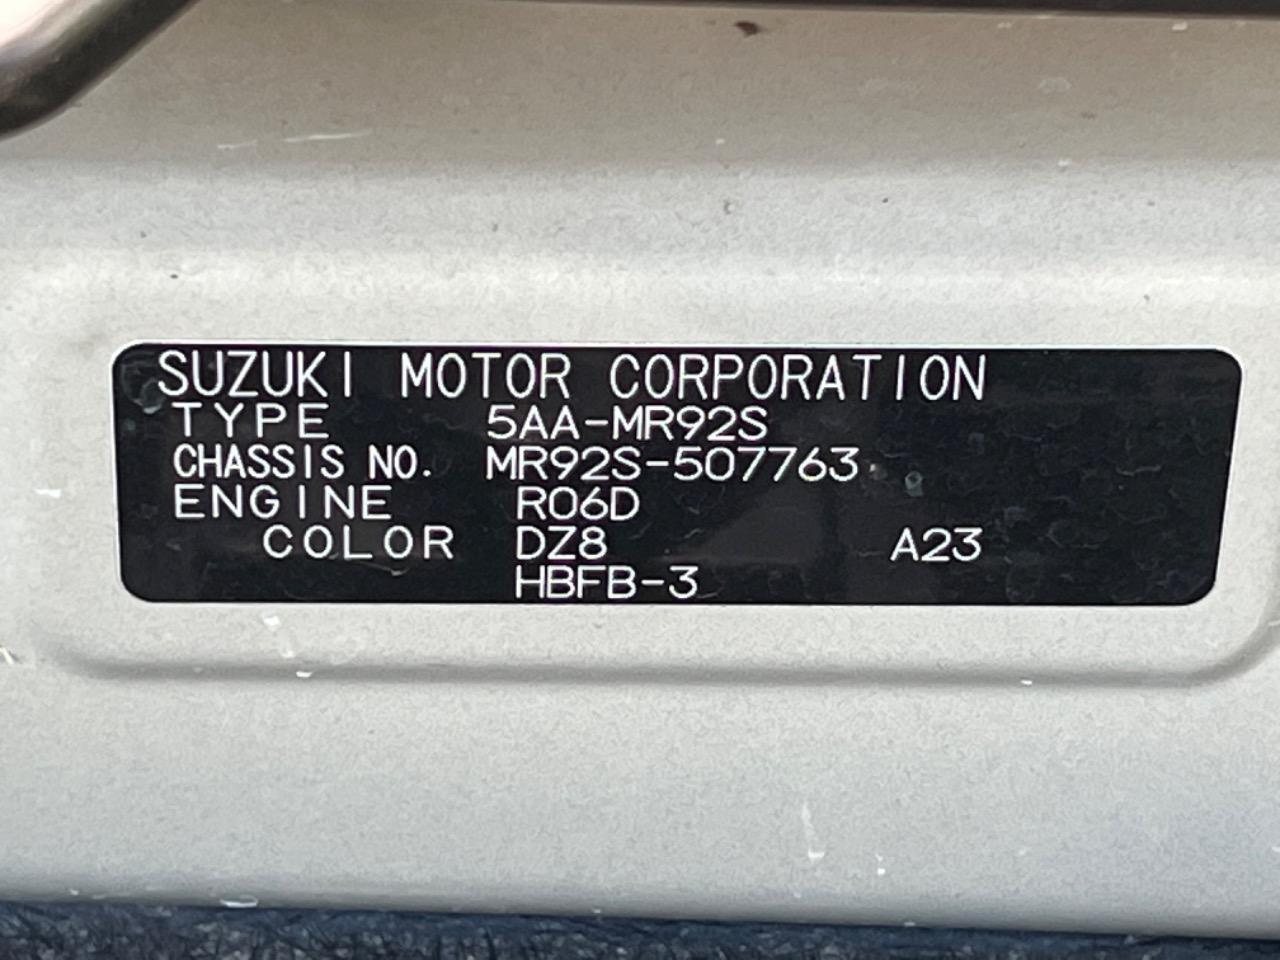 SUZUKI MOTOR CORPORATION
TYPE 5AA-MR92S
CHASSIS NO. MR92S-507763
ENGINE R06D
COLOR DZ8 A23
HBFB-3